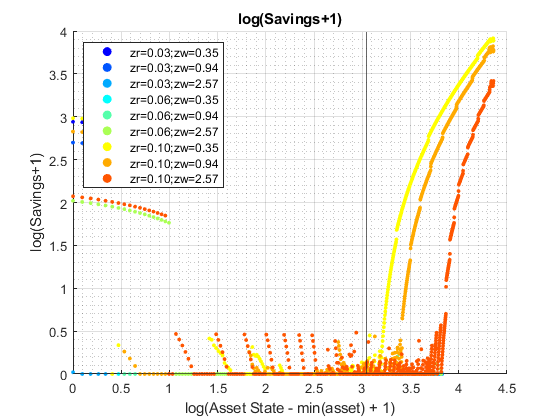 log(Savings+1)
4
3.5
3
2.5
2
1.5
1
0.5
0
log(Savings+1)
zr=0.03;zw=0.35
zr=0.03;zw=0.94
zr=0.03;zw=2.57
zr=0.06;zw=0.35
zr=0.06;zw=0.94
zr=0.06;zw=2.57
zr=0.10;zw=0.35
zr=0.10;zw=0.94
zr=0.10;zw=2.57
0 0.5 1 1.5 2 2.5 3 3.5 4 4.5
log(Asset State - min(asset) + 1)